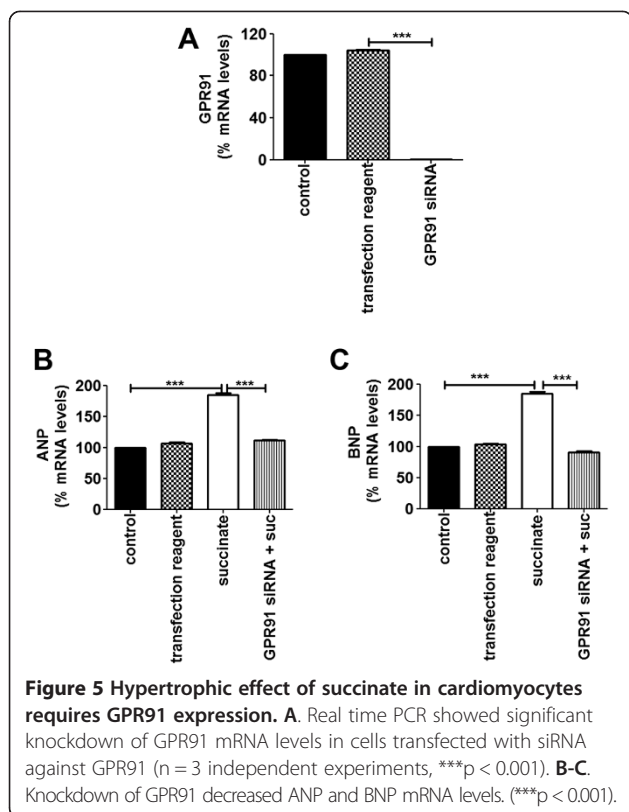 A
GPR91
(% mRNA levels)
120
80
40
0
***
control
transfection reagent
GPR91 siRNA
B
ANP
(% mRNA levels)
200
150
100
50
0
***
***
control
transfection reagent
succinate
GPR91 siRNA + suc
C
BNP
(% mRNA levels)
200
150
100
50
0
***
***
control
transfection reagent
succinate
GPR91 siRNA + suc
Figure 5 Hypertrophic effect of succinate in cardiomyocytes
requires GPR91 expression. A. Real time PCR showed significant
knockdown of GPR91 mRNA levels in cells transfected with siRNA
against GPR91 (n = 3 independent experiments, ***p < 0.001). B-C.
Knockdown of GPR91 decreased ANP and BNP mRNA levels. (***p < 0.001).